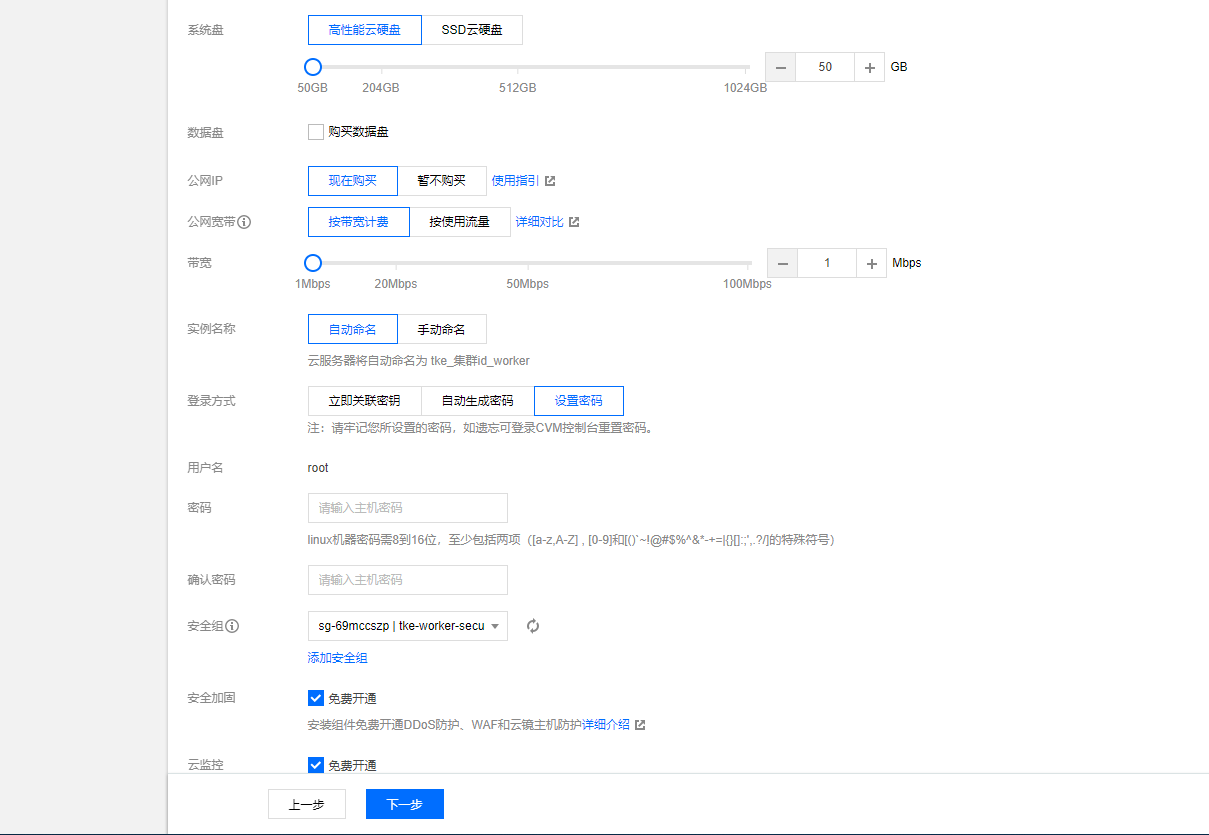 系统盘 高性能云硬盘 SSD云硬盘
50 GB
50GB 204GB 512GB 1024GB
数据盘 购买数据盘
公网IP 现在购买 暂不购买 使用指引
公网宽带 按带宽计费 按使用流量 详细对比
带宽 1 Mbps
1Mbps 20Mbps 50Mbps 100Mbps
实例名称 自动命名 手动命名
云服务器将自动命名为 tke_集群id_worker
登录方式 立即关联密钥 自动生成密码 设置密码
注：请牢记您所设置的密码，如遗忘可登录CVM控制台重置密码。
用户名 root
密码 请输入主机密码
linux机器密码需8到16位，至少包括两项（[a-z,A-Z] , [0-9]和[()`~!@#$%^&*-+=|{}[]:;',.?/]的特殊符号）
确认密码 请输入主机密码
安全组 sg-69mccszp | tke-worker-secu
添加安全组
安全加固 免费开通
安装组件免费开通DDoS防护、WAF和云镜主机防护详细介绍
云监控 免费开通
上一步 下一步